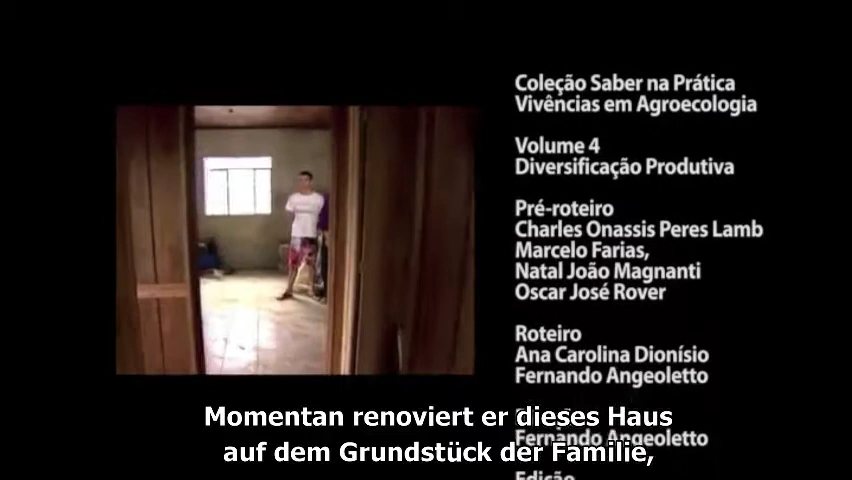 Coleção Saber na Prática
Vivências em Agroecologia
Volume 4
Diversificação Produtiva
Pré-roteiro
Charles Onassis Peres Lamb
Marcelo Farias,
Natal João Magnanti
Oscar José Rover
Roteiro
Ana Carolina Dionísio
Fernando Angeoletto
Fernando Angeoletto
Edição
Momentan renoviert er dieses Haus
auf dem Grundstück der Familie,